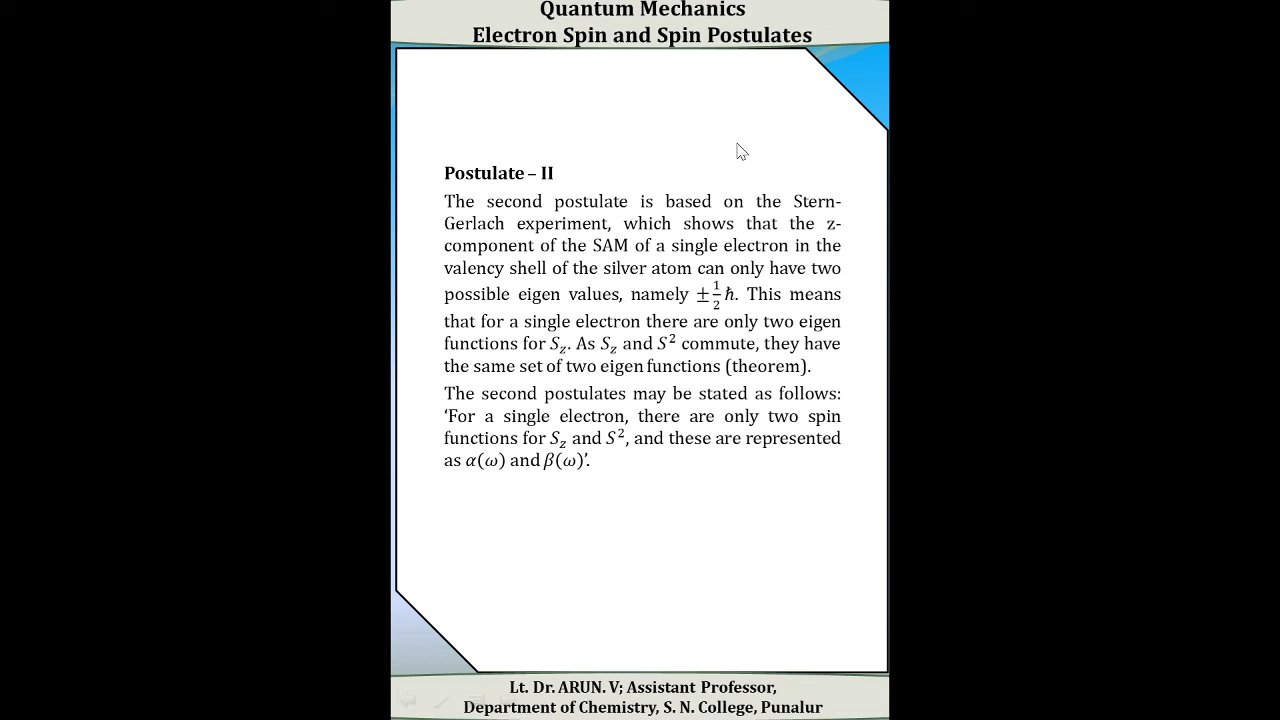 Quantum Mechanics
Electron Spin and Spin Postulates
Postulate – II
The second postulate is based on the Stern-
Gerlach experiment, which shows that the z-
component of the SAM of a single electron in the
valency shell of the silver atom can only have two
possible eigen values, namely ±1/2 ℏ. This means
that for a single electron there are only two eigen
functions for S_z. As S_z and S² commute, they have
the same set of two eigen functions (theorem).
The second postulates may be stated as follows:
‘For a single electron, there are only two spin
functions for S_z and S², and these are represented
as α(ω) and β(ω)’.
Lt. Dr. ARUN. V; Assistant Professor,
Department of Chemistry, S. N. College, Punalur